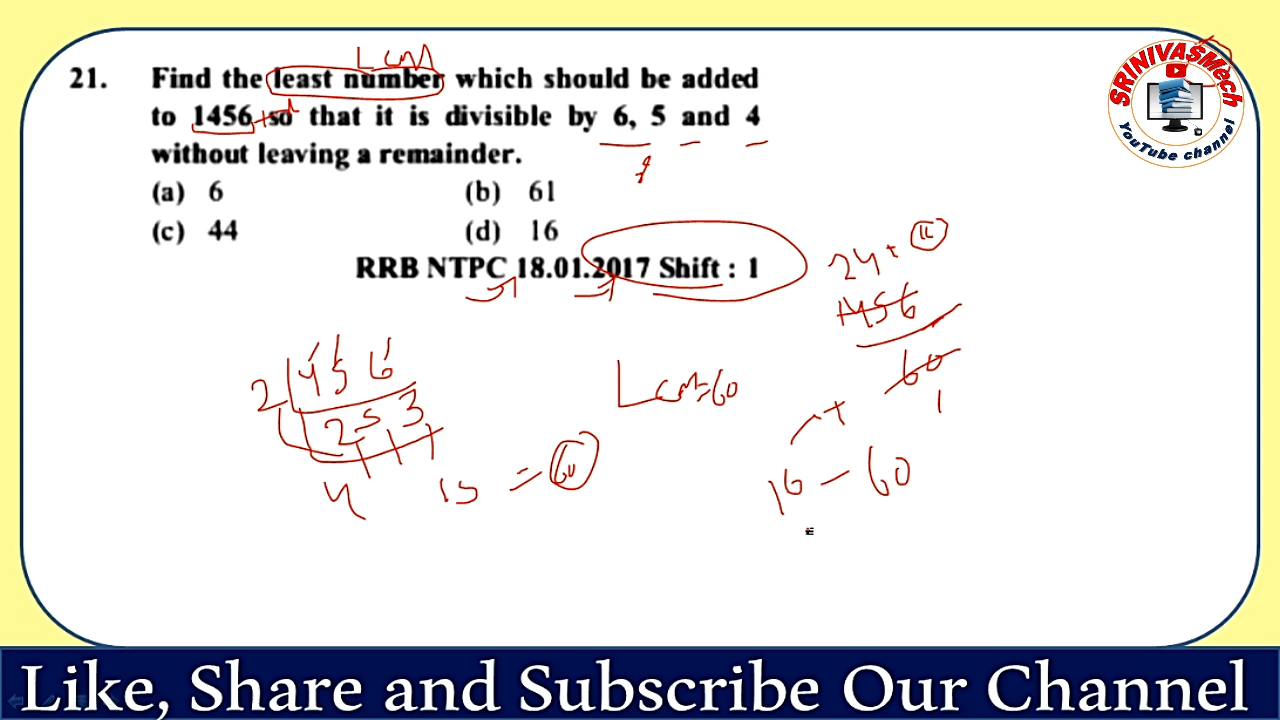 L cm
21. Find the least number which should be added
to 1456 so that it is divisible by 6, 5 and 4
without leaving a remainder.
(a) 6 (b) 61
(c) 44 (d) 16
RRB NTPC 18.01.2017 Shift : 1
SRINIVASMech
YouTube channel
24 +
1456
60
1
2 4 5 6
2 5 3
4 15 = 60
Lcm=60
16 - 60
Like, Share and Subscribe Our Channel